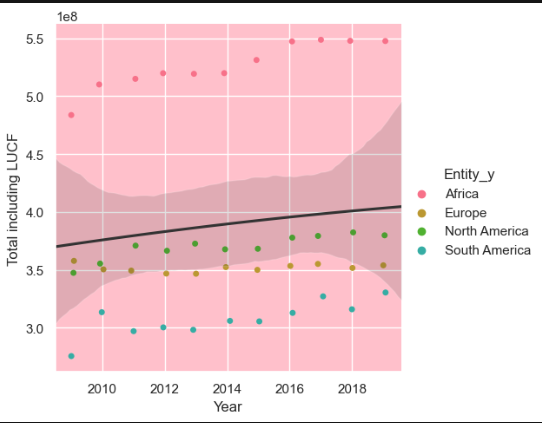 1e8
5.5
5.0
4.5
4.0
3.5
3.0
Total including LUCF
2010 2012 2014 2016 2018
Year
Entity_y
Africa
Europe
North America
South America